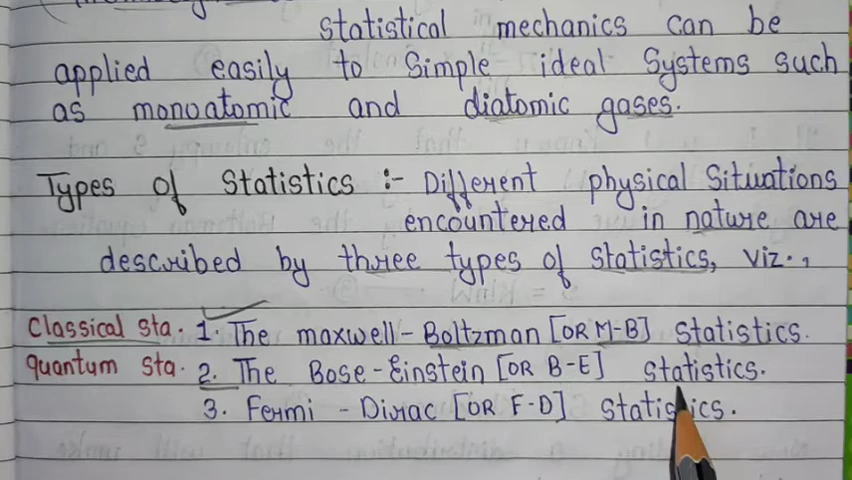 Statistical mechanics can be
applied easily to Simple ideal Systems such
as monoatomic and diatomic gases.
Types of Statistics :- Different physical Situations
encountered in nature are
described by three types of statistics, viz.,
Classical sta. 1. The maxwell - Boltzman [OR M-B] Statistics.
quantum sta. 2. The Bose - Einstein [OR B-E] Statistics.
3. Fermi - Dirac [OR F-D] Statistics.